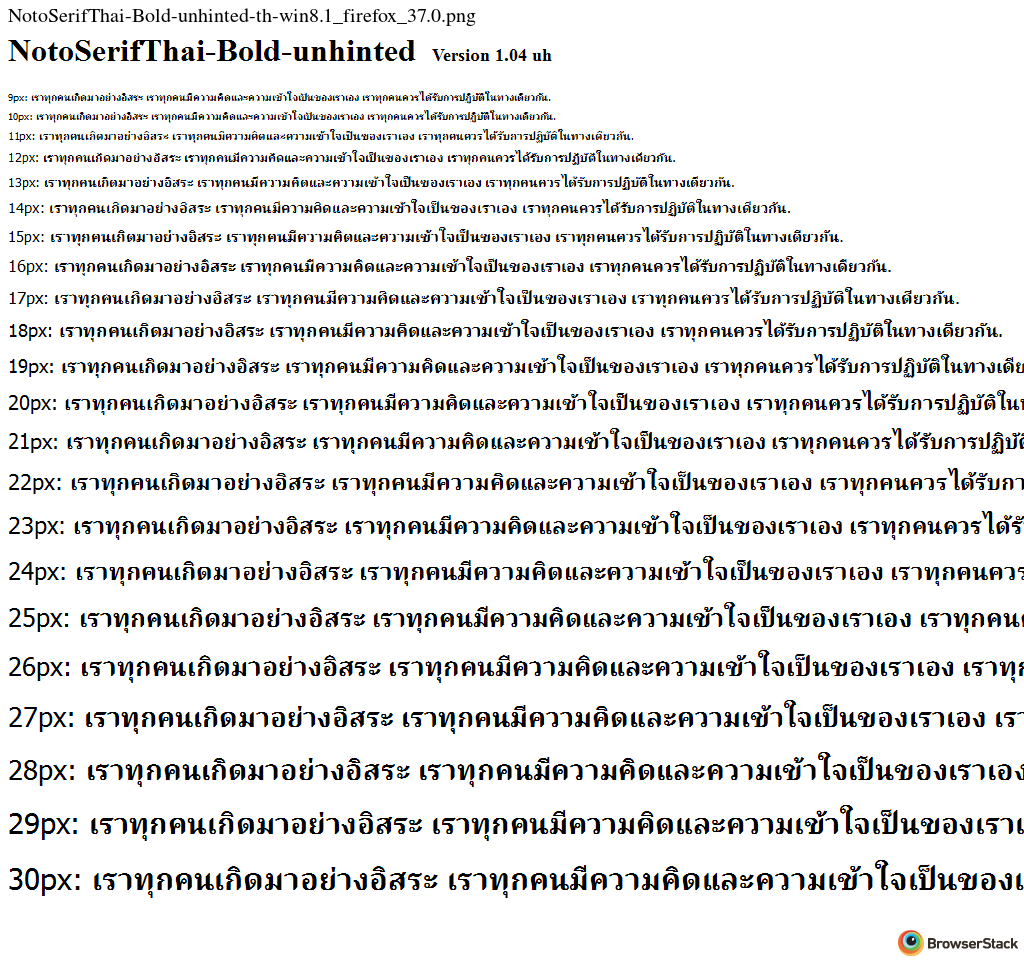 NotoSerifThai-Bold-unhinted-th-win8.1_firefox_37.0.png
NotoSerifThai-Bold-unhinted Version 1.04 uh
9px: เราทุกคนเกิดมาอย่างอิสระ เราทุกคนมีความคิดและความเข้าใจเป็นของเราเอง เราทุกคนควรได้รับการปฏิบัติในทางเดียวกัน.
10px: เราทุกคนเกิดมาอย่างอิสระ เราทุกคนมีความคิดและความเข้าใจเป็นของเราเอง เราทุกคนควรได้รับการปฏิบัติในทางเดียวกัน.
11px: เราทุกคนเกิดมาอย่างอิสระ เราทุกคนมีความคิดและความเข้าใจเป็นของเราเอง เราทุกคนควรได้รับการปฏิบัติในทางเดียวกัน.
12px: เราทุกคนเกิดมาอย่างอิสระ เราทุกคนมีความคิดและความเข้าใจเป็นของเราเอง เราทุกคนควรได้รับการปฏิบัติในทางเดียวกัน.
13px: เราทุกคนเกิดมาอย่างอิสระ เราทุกคนมีความคิดและความเข้าใจเป็นของเราเอง เราทุกคนควรได้รับการปฏิบัติในทางเดียวกัน.
14px: เราทุกคนเกิดมาอย่างอิสระ เราทุกคนมีความคิดและความเข้าใจเป็นของเราเอง เราทุกคนควรได้รับการปฏิบัติในทางเดียวกัน.
15px: เราทุกคนเกิดมาอย่างอิสระ เราทุกคนมีความคิดและความเข้าใจเป็นของเราเอง เราทุกคนควรได้รับการปฏิบัติในทางเดียวกัน.
16px: เราทุกคนเกิดมาอย่างอิสระ เราทุกคนมีความคิดและความเข้าใจเป็นของเราเอง เราทุกคนควรได้รับการปฏิบัติในทางเดียวกัน.
17px: เราทุกคนเกิดมาอย่างอิสระ เราทุกคนมีความคิดและความเข้าใจเป็นของเราเอง เราทุกคนควรได้รับการปฏิบัติในทางเดียวกัน.
18px: เราทุกคนเกิดมาอย่างอิสระ เราทุกคนมีความคิดและความเข้าใจเป็นของเราเอง เราทุกคนควรได้รับการปฏิบัติในทางเดียวกัน.
19px: เราทุกคนเกิดมาอย่างอิสระ เราทุกคนมีความคิดและความเข้าใจเป็นของเราเอง เราทุกคนควรได้รับการปฏิบัติในทางเดีย
20px: เราทุกคนเกิดมาอย่างอิสระ เราทุกคนมีความคิดและความเข้าใจเป็นของเราเอง เราทุกคนควรได้รับการปฏิบัติใน
21px: เราทุกคนเกิดมาอย่างอิสระ เราทุกคนมีความคิดและความเข้าใจเป็นของเราเอง เราทุกคนควรได้รับการปฏิบัติ
22px: เราทุกคนเกิดมาอย่างอิสระ เราทุกคนมีความคิดและความเข้าใจเป็นของเราเอง เราทุกคนควรได้รับกา
23px: เราทุกคนเกิดมาอย่างอิสระ เราทุกคนมีความคิดและความเข้าใจเป็นของเราเอง เราทุกคนควรได้รั
24px: เราทุกคนเกิดมาอย่างอิสระ เราทุกคนมีความคิดและความเข้าใจเป็นของเราเอง เราทุกคนควร
25px: เราทุกคนเกิดมาอย่างอิสระ เราทุกคนมีความคิดและความเข้าใจเป็นของเราเอง เราทุกคน
26px: เราทุกคนเกิดมาอย่างอิสระ เราทุกคนมีความคิดและความเข้าใจเป็นของเราเอง เราทุก
27px: เราทุกคนเกิดมาอย่างอิสระ เราทุกคนมีความคิดและความเข้าใจเป็นของเราเอง เรา
28px: เราทุกคนเกิดมาอย่างอิสระ เราทุกคนมีความคิดและความเข้าใจเป็นของเราเอง
29px: เราทุกคนเกิดมาอย่างอิสระ เราทุกคนมีความคิดและความเข้าใจเป็นของเรา
30px: เราทุกคนเกิดมาอย่างอิสระ เราทุกคนมีความคิดและความเข้าใจเป็นของ
BrowserStack